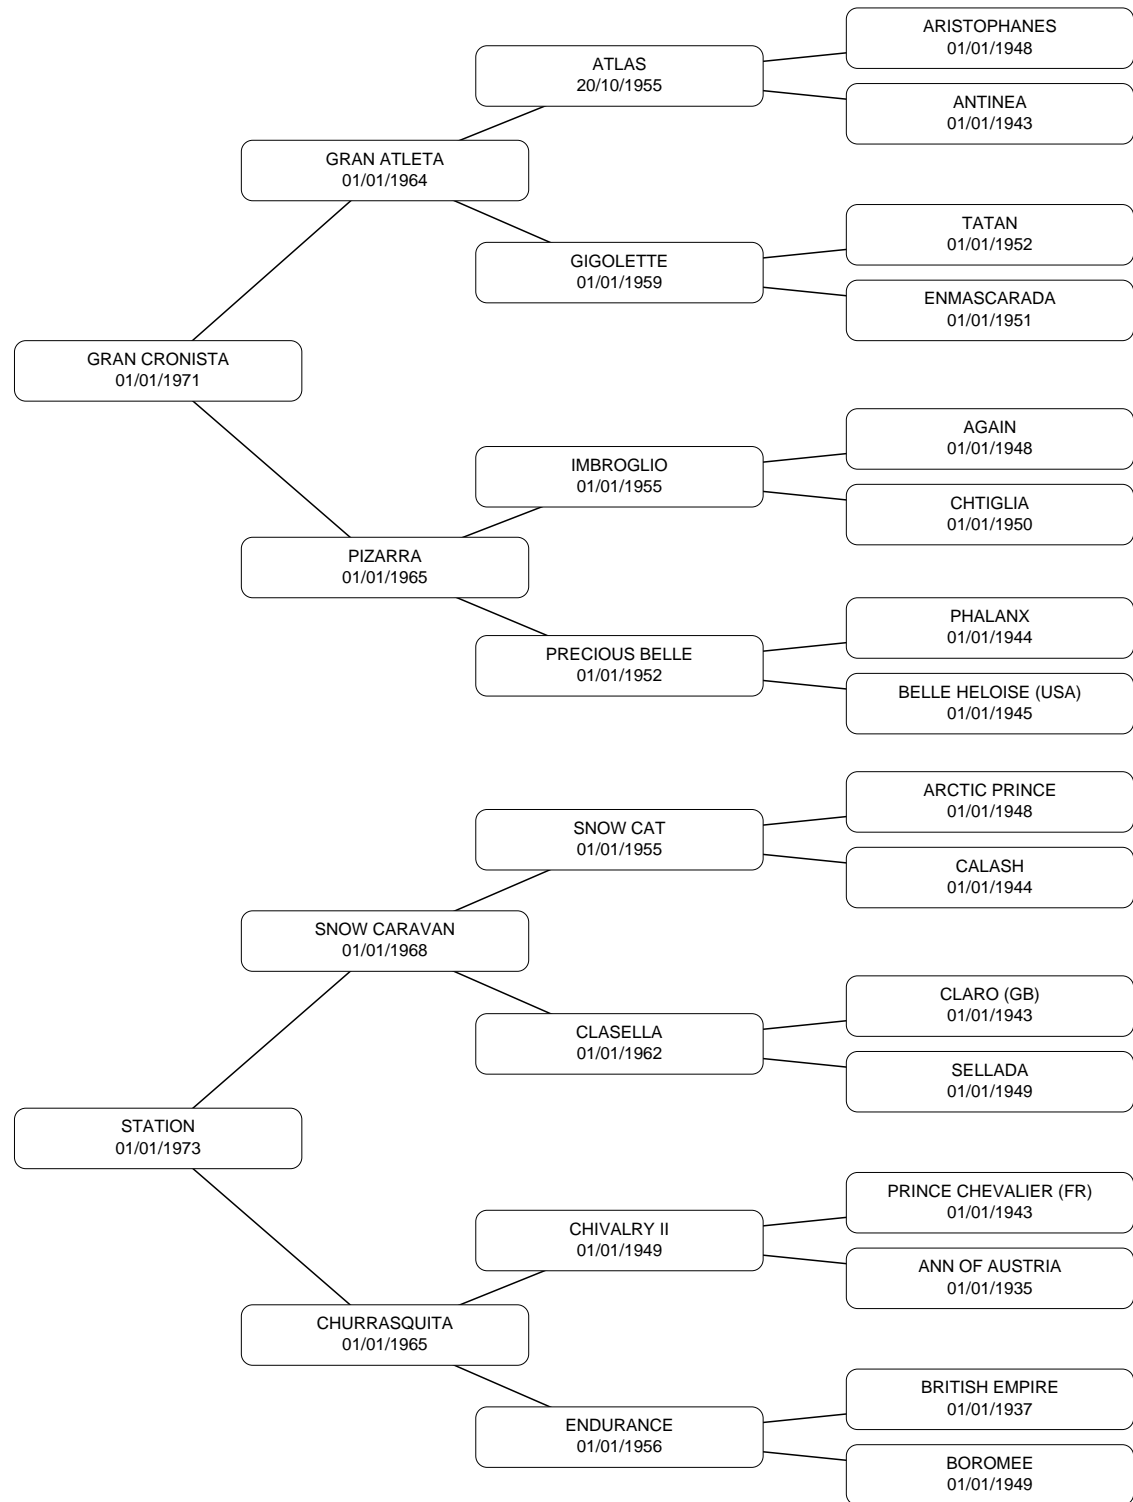 ARISTOPHANES
01/01/1948
ATLAS
20/10/1955
ANTINEA
01/01/1943
GRAN ATLETA
01/01/1964
TATAN
01/01/1952
GIGOLETTE
01/01/1959
ENMASCARADA
01/01/1951
GRAN CRONISTA
01/01/1971
AGAIN
01/01/1948
IMBROGLIO
01/01/1955
CHTIGLIA
01/01/1950
PIZARRA
01/01/1965
PHALANX
01/01/1944
PRECIOUS BELLE
01/01/1952
BELLE HELOISE (USA)
01/01/1945
ARCTIC PRINCE
01/01/1948
SNOW CAT
01/01/1955
CALASH
01/01/1944
SNOW CARAVAN
01/01/1968
CLARO (GB)
01/01/1943
CLASELLA
01/01/1962
SELLADA
01/01/1949
STATION
01/01/1973
PRINCE CHEVALIER (FR)
01/01/1943
CHIVALRY II
01/01/1949
ANN OF AUSTRIA
01/01/1935
CHURRASQUITA
01/01/1965
BRITISH EMPIRE
01/01/1937
ENDURANCE
01/01/1956
BOROMEE
01/01/1949